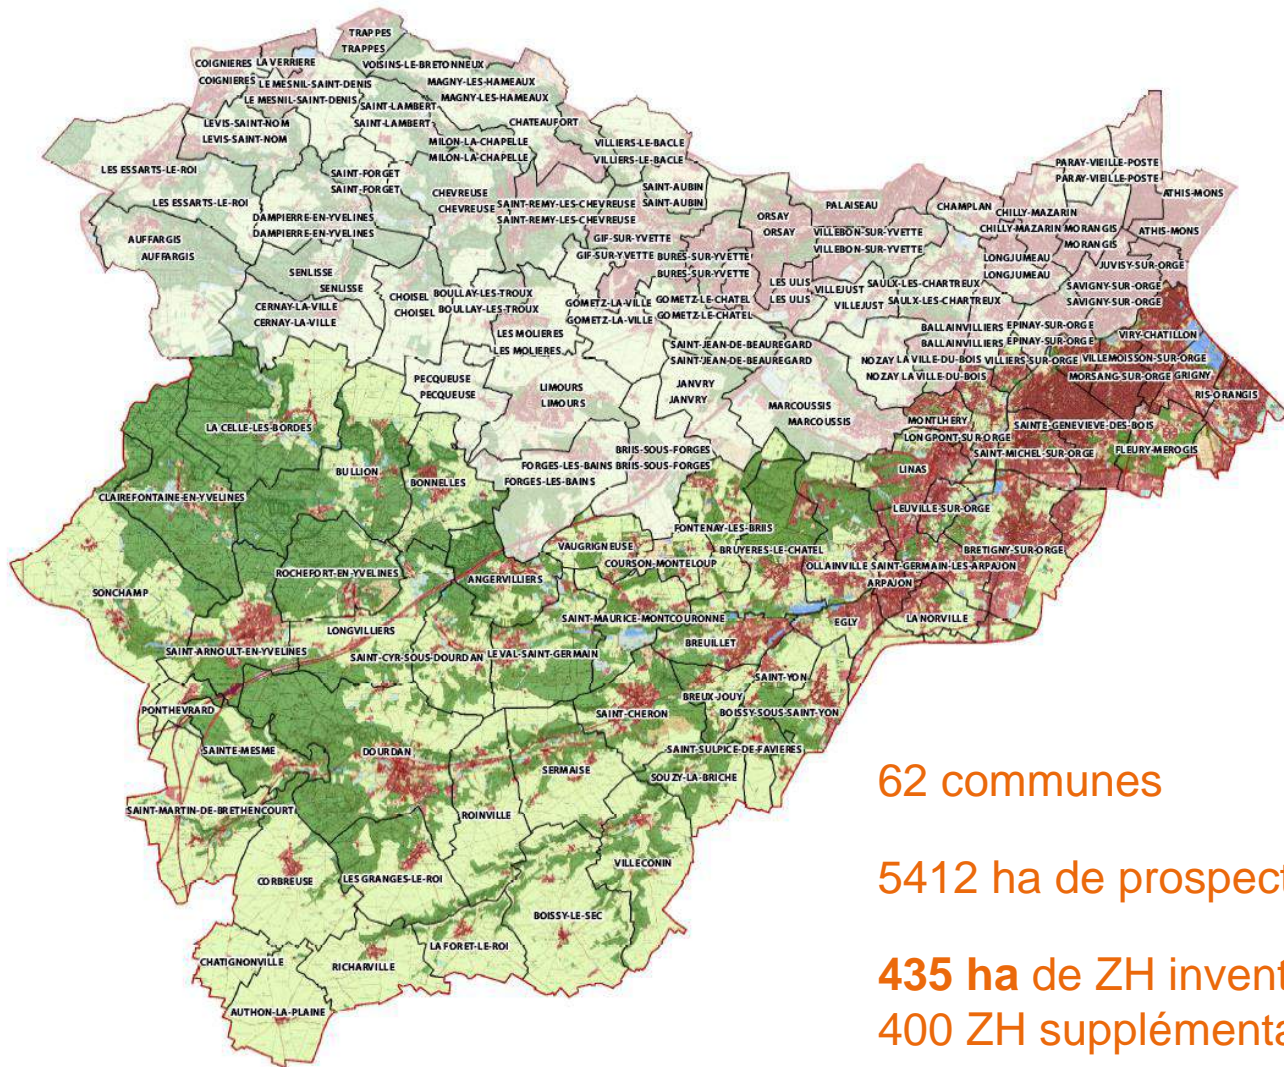 TRAPPES
TRAPPES
COIGNIERES LA VERRIERE
VOISINS-LE-BRETONNEUX
COIGNIERES LE MESNIL-SAINT-DENIS
MAGNY-LES-HAMEAUX
LE MESNIL-SAINT-DENIS
MAGNY-LES-HAMEAUX
SAINT-LAMBERT
LEVIS-SAINT-NOM
SAINT-LAMBERT
CHATEAUFORT
LEVIS-SAINT-NOM
MILON-LA-CHAPELLE
VILLIERS-LE-BACLE
MILON-LA-CHAPELLE
VILLIERS-LE-BACLE
PARAY-VIEILLE-POSTE
LES ESSARTS-LE-ROI
SAINT-FORGET
PARAY-VIEILLE-POSTE
SAINT-FORGET
SAINT-AUBIN
ATHIS-MONS
LES ESSARTS-LE-ROI
CHEVREUSE
SAINT-REMY-LES-CHEVREUSE
SAINT-AUBIN
PALAISEAU
CHAMPLAN
CHEVREUSE
SAINT-REMY-LES-CHEVREUSE
ORSAY
CHILLY-MAZARIN
DAMPIERRE-EN-YVELINES
DAMPIERRE-EN-YVELINES
ORSAY
VILLEBON-SUR-YVETTE
CHILLY-MAZARIN MORANGIS
ATHIS-MONS
AUFFARGIS
GIF-SUR-YVETTE
VILLEBON-SUR-YVETTE
MORANGIS
AUFFARGIS
GIF-SUR-YVETTE BURES-SUR-YVETTE
LONGJUMEAU
JUVISY-SUR-ORGE
SENLISSE
BURES-SUR-YVETTE
LONGJUMEAU
SENLISSE
LES ULIS
VILLEJUST
SAULX-LES-CHARTREUX
SAVIGNY-SUR-ORGE
CHOISEL
BOULLAY-LES-TROUX
GOMETZ-LA-VILLE
GOMETZ-LE-CHATEL
LES ULIS
VILLEJUST
SAULX-LES-CHARTREUX
SAVIGNY-SUR-ORGE
CERNAY-LA-VILLE
CHOISEL
BOULLAY-LES-TROUX
GOMETZ-LA-VILLE
GOMETZ-LE-CHATEL
CERNAY-LA-VILLE
BALLAINVILLIERS
EPINAY-SUR-ORGE
LES MOLIERES
SAINT-JEAN-DE-BEAUREGARD
BALLAINVILLIERS
EPINAY-SUR-ORGE
VIRY-CHATILLON
LES MOLIERES
SAINT-JEAN-DE-BEAUREGARD
NOZAY LA VILLE-DU-BOIS
VILLIERS-SUR-ORGE
VILLEMOISSON-SUR-ORGE
PECQUEUSE
NOZAY LA VILLE-DU-BOIS
MORSANG-SUR-ORGE
GRIGNY
PECQUEUSE
LIMOURS
JANVRY
RIS-ORANGIS
LIMOURS
JANVRY
MARCOUSSIS
MARCOUSSIS
MONTLHERY
LA CELLE-LES-BORDES
SAINTE-GENEVIEVE-DES-BOIS
LONGPONT-SUR-ORGE
BRIIS-SOUS-FORGES
SAINT-MICHEL-SUR-ORGE
FLEURY-MEROGIS
BULLION
FORGES-LES-BAINS
BRIIS-SOUS-FORGES
LINAS
BONNELLES
FORGES-LES-BAINS
CLAIREFONTAINE-EN-YVELINES
LEUVILLE-SUR-ORGE
FONTENAY-LES-BRIIS
VAUGRIGNEUSE
BRUYERES-LE-CHATEL
BRETIGNY-SUR-ORGE
COURSON-MONTELOUP
ROCHEFORT-EN-YVELINES
OLLAINVILLE
SAINT-GERMAIN-LES-ARPAJON
ANGERVILLIERS
ARPAJON
SONCHAMP
SAINT-MAURICE-MONTCOURONNE
EGLY
LA NORVILLE
LONGVILLIERS
BREUILLET
SAINT-ARNOULT-EN-YVELINES
SAINT-CYR-SOUS-DOURDAN
LE VAL-SAINT-GERMAIN
SAINT-YON
BREUX-JOUY
PONTHEVRARD
SAINT-CHERON
BOISSY-SOUS-SAINT-YON
SAINTE-MESME
DOURDAN
SAINT-SULPICE-DE-FAVIERES
SERMAISE
SOUZY-LA-BRICHE
SAINT-MARTIN-DE-BRETHENCOURT
ROINVILLE
VILLECONIN
CORBREUSE
LES GRANGES-LE-ROI
BOISSY-LE-SEC
LA FORET-LE-ROI
CHATIGNONVILLE
RICHARVILLE
AUTHON-LA-PLAINE
62 communes
5412 ha de prospect
435 ha de ZH invent
400 ZH supplémenta